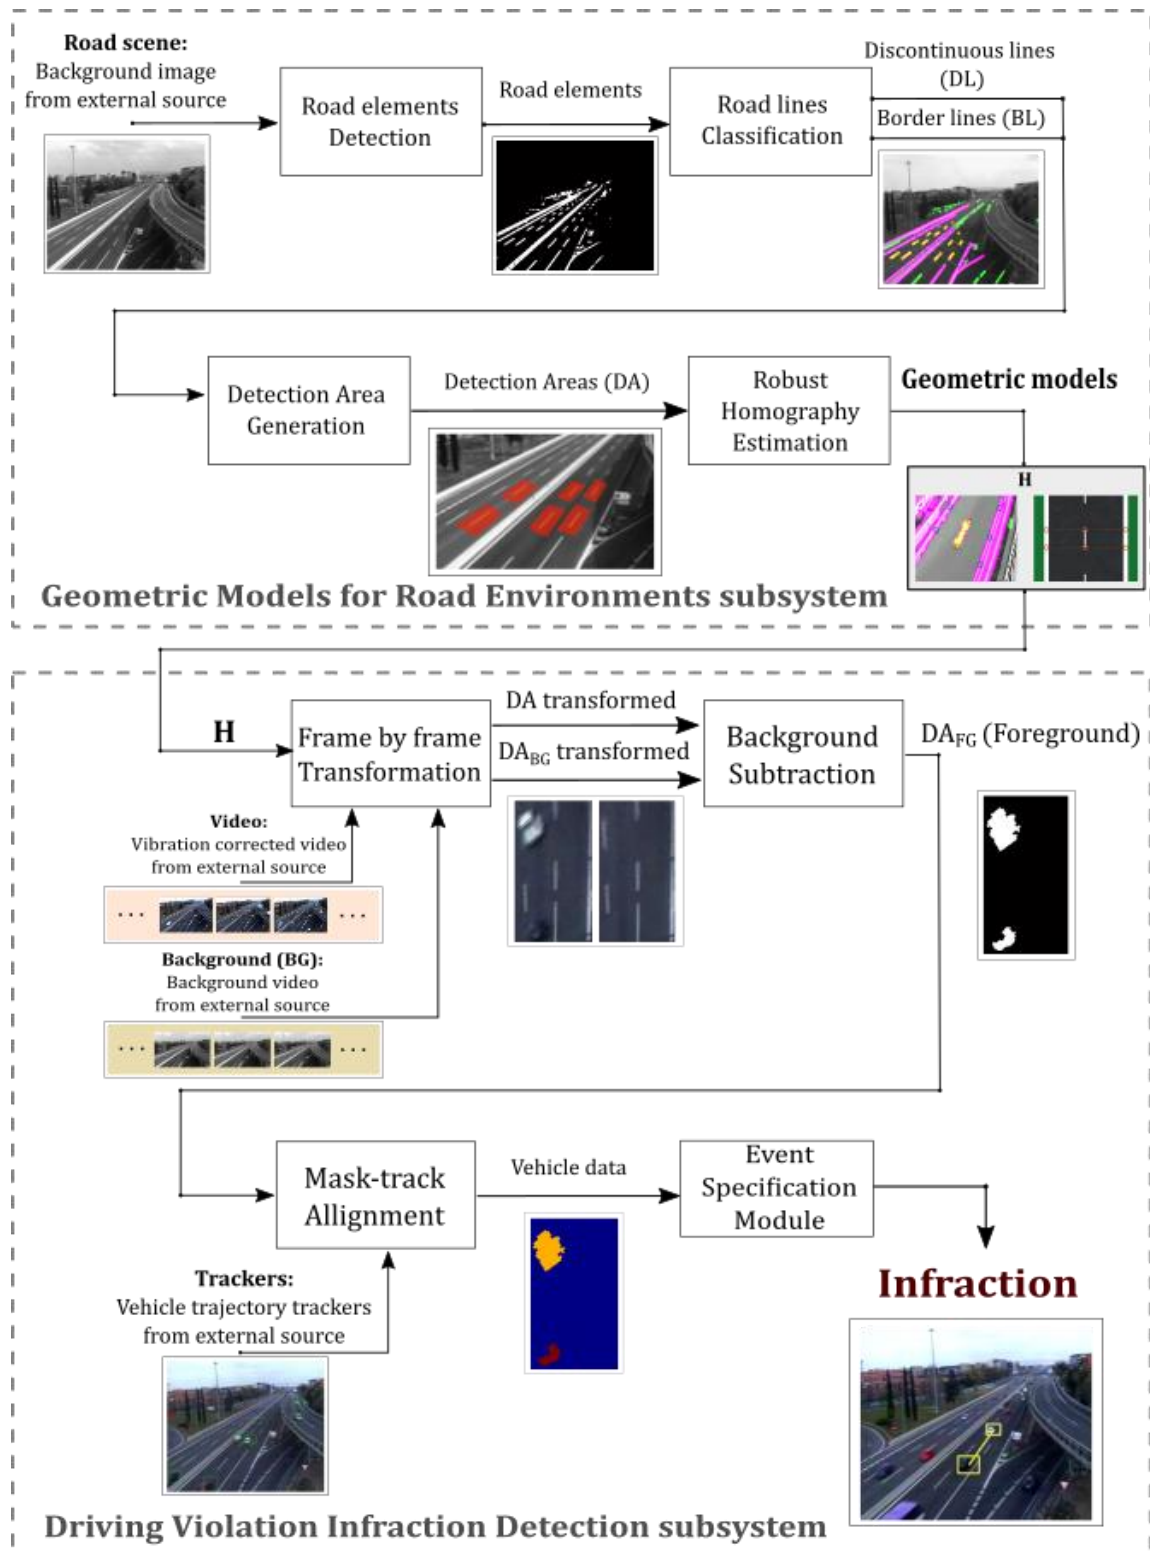 Road scene:
Background image
from external source
Road elements
Detection
Road elements
Road lines
Classification
Discontinuous lines
(DL)
Border lines (BL)
Detection Area
Generation
Detection Areas (DA)
Robust
Homography
Estimation
Geometric models
H
Geometric Models for Road Environments subsystem
H
Frame by frame
Transformation
DA transformed
DA_BG transformed
Background
Subtraction
DA_FG (Foreground)
Video:
Vibration corrected video
from external source
...
...
Background (BG):
Background video
from external source
...
...
Mask-track
Allignment
Vehicle data
Event
Specification
Module
Trackers:
Vehicle trajectory trackers
from external source
Infraction
Driving Violation Infraction Detection subsystem